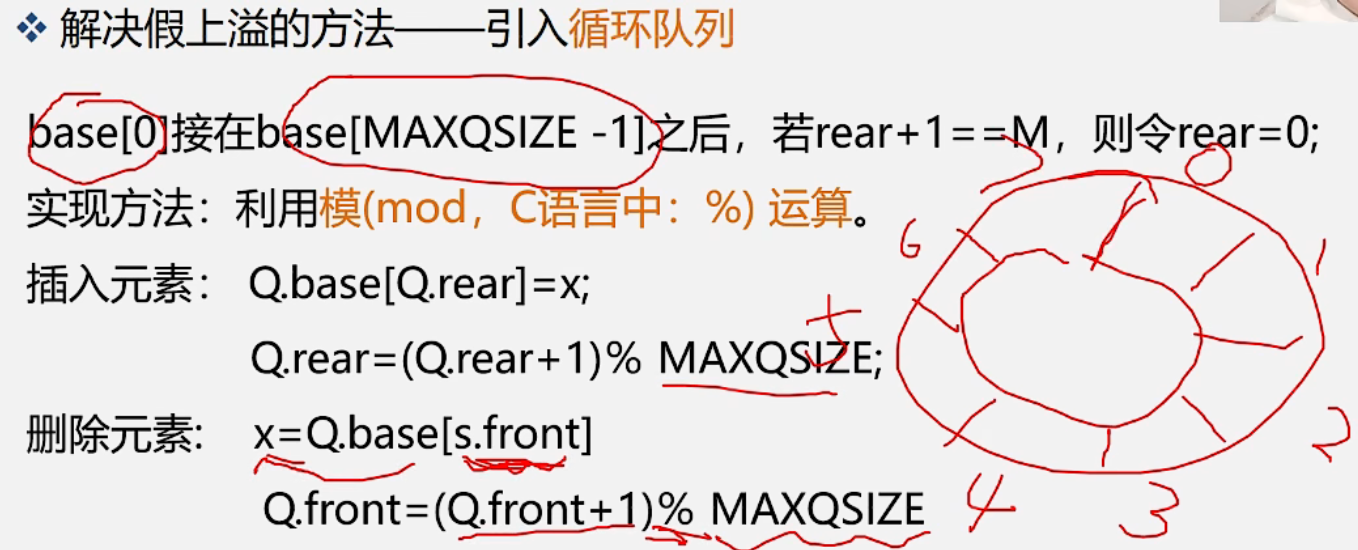 ❖ 解决假上溢的方法——引入循环队列
base[0]接在base[MAXQSIZE -1]之后，若rear+1==M，则令rear=0;
实现方法：利用模(mod，C语言中：%) 运算。
插入元素： Q.base[Q.rear]=x;
Q.rear=(Q.rear+1)% MAXQSIZE;
删除元素: x=Q.base[s.front]
Q.front=(Q.front+1)% MAXQSIZE
0
1
2
3
4
5
6